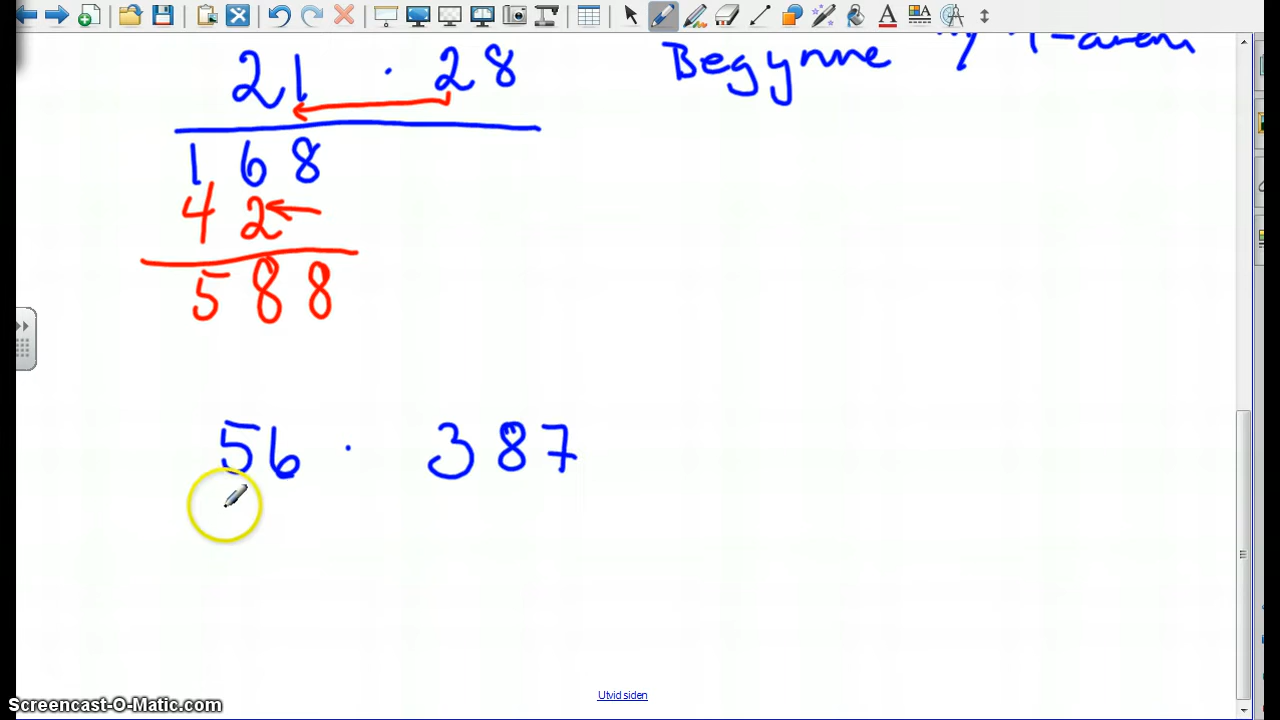 21 · 28
Begynne
168
42
588
56 · 387
Utvid siden
Screencast-O-Matic.com